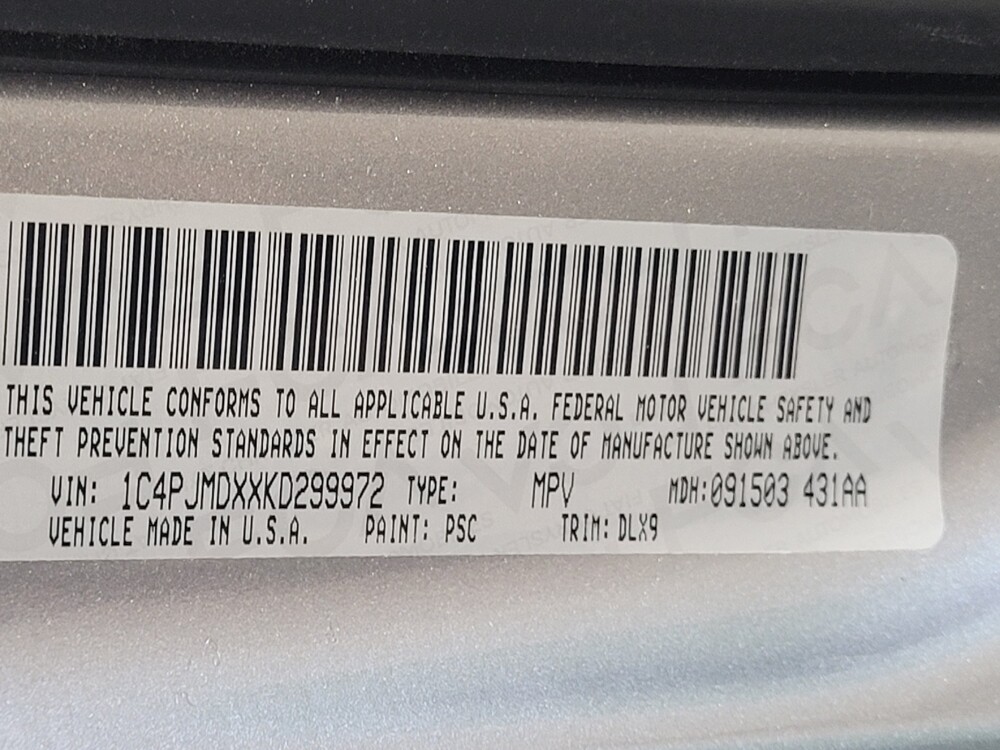 THIS VEHICLE CONFORMS TO ALL APPLICABLE U.S.A. FEDERAL MOTOR VEHICLE SAFETY AND
THEFT PREVENTION STANDARDS IN EFFECT ON THE DATE OF MANUFACTURE SHOWN ABOVE.
VIN: 1C4PJMDXXKD299972 TYPE: MPV MDH:091503 431AA
VEHICLE MADE IN U.S.A. PAINT: PSC TRIM: DLX9